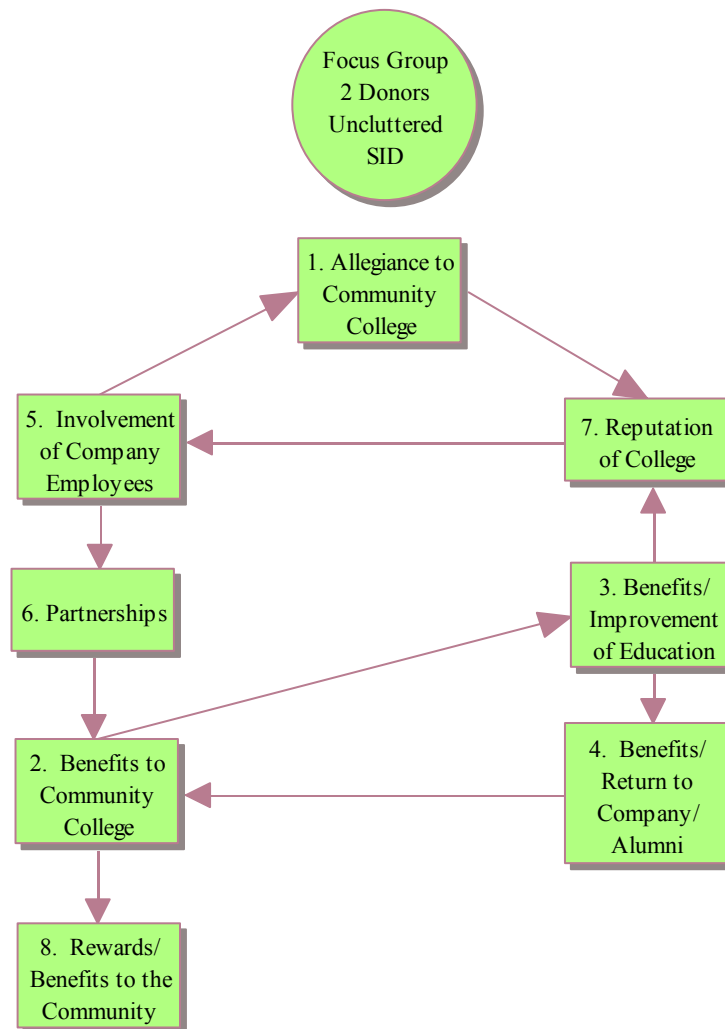 Focus Group
2 Donors
Uncluttered
SID
1. Allegiance to
Community
College
5. Involvement
of Company
Employees
7. Reputation
of College
6. Partnerships
3. Benefits/
Improvement
of Education
2. Benefits to
Community
College
4. Benefits/
Return to
Company/
Alumni
8. Rewards/
Benefits to the
Community